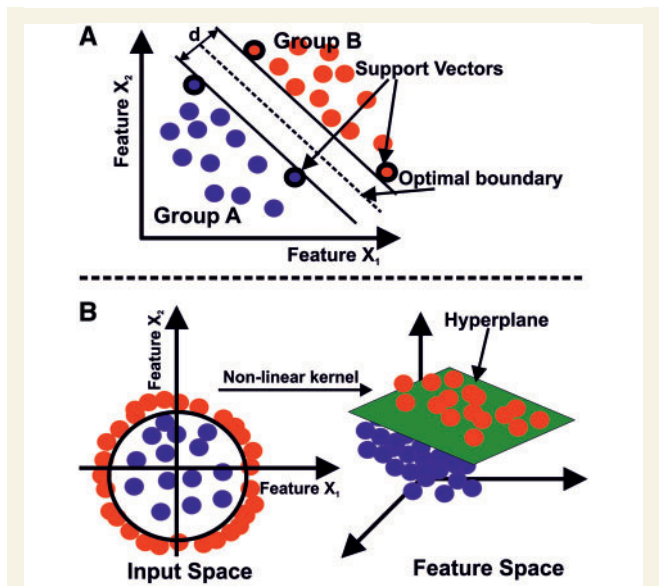 A
d
Group B
Support Vectors
Feature X₂
Optimal boundary
Group A
Feature X₁
B
Feature X₂
Hyperplane
Non-linear kernel
Feature X₁
Input Space
Feature Space